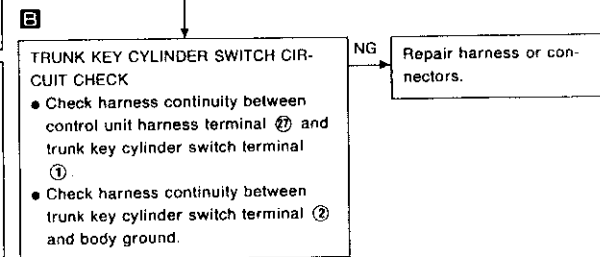 B
TRUNK KEY CYLINDER SWITCH CIR-
CUIT CHECK
● Check harness continuity between
control unit harness terminal ㉗ and
trunk key cylinder switch terminal
①.
● Check harness continuity between
trunk key cylinder switch terminal ②
and body ground.
NG
Repair harness or con-
nectors.